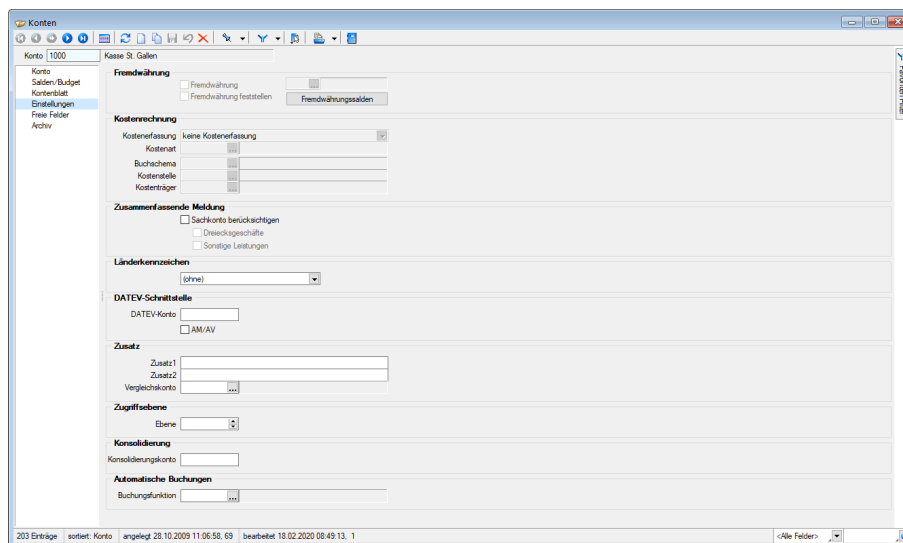 Konten
Konto 1000 Kasse St. Gallen
Konto
Salden/Budget
Kontenblatt
Einstellungen
Freie Felder
Archiv
Fremdwährung
Fremdwährung
Fremdwährung feststellen
Fremdwährungssalden
Kostenrechnung
Kostenerfassung keine Kostenerfassung
Kostenart
Buchschema
Kostenstelle
Kostenträger
Zusammenfassende Meldung
Sachkonto berücksichtigen
Dreiecksgeschäfte
Sonstige Leistungen
Länderkennzeichen
(ohne)
DATEV-Schnittstelle
DATEV-Konto
AM/AV
Zusatz
Zusatz1
Zusatz2
Vergleichskonto
Zugriffsebene
Ebene
Konsolidierung
Konsolidierungskonto
Automatische Buchungen
Buchungsfunktion
203 Einträge sortiert: Konto angelegt 28.10.2009 11:06:58, 69 bearbeitet 18.02.2020 08:49:13, 1 <Alle Felder>